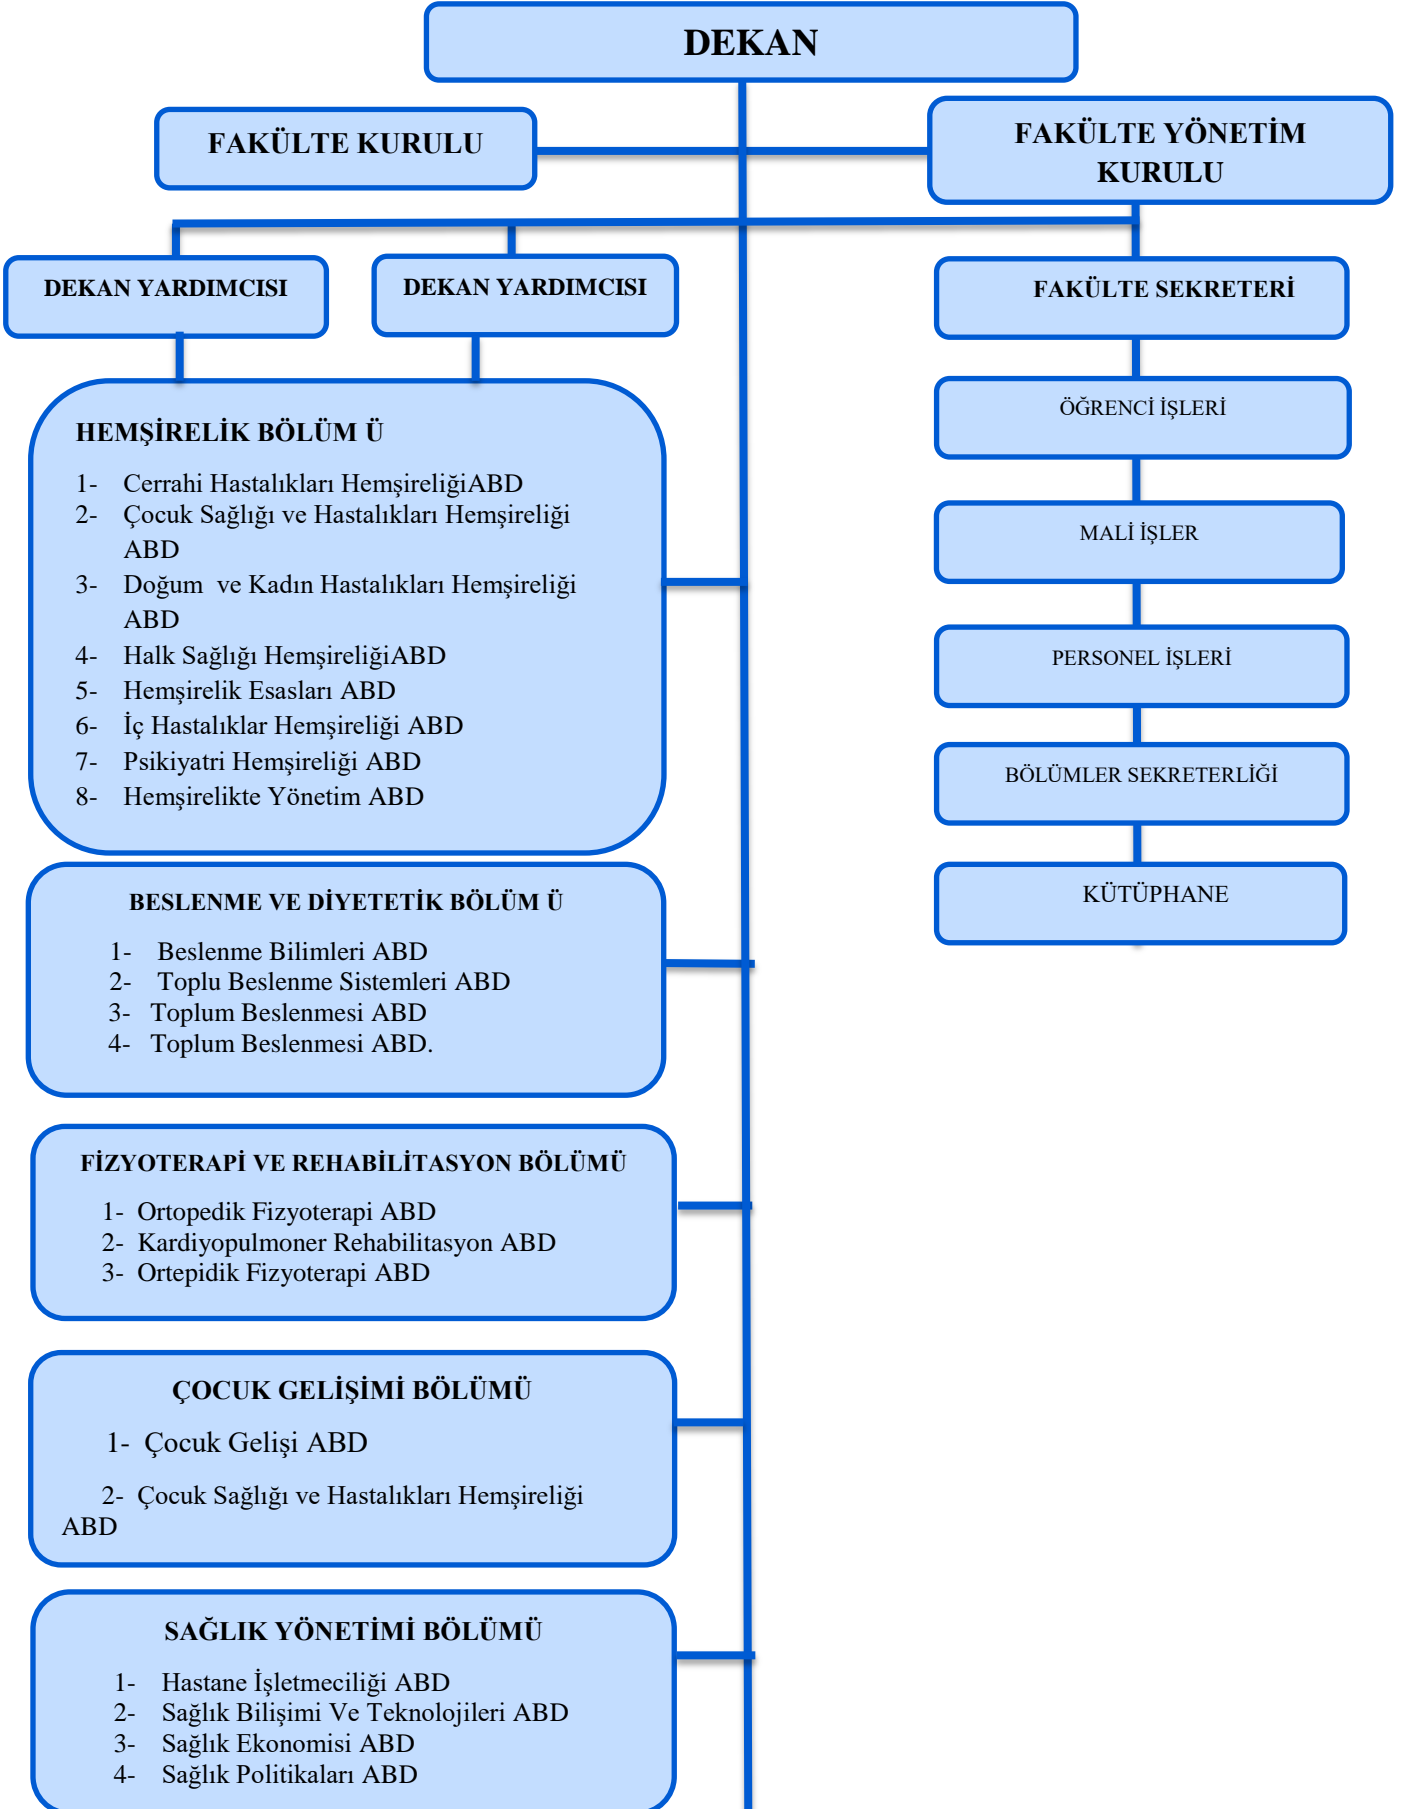 DEKAN
FAKÜLTE KURULU
FAKÜLTE YÖNETİM
KURULU
DEKAN YARDIMCISI
DEKAN YARDIMCISI
FAKÜLTE SEKRETERİ
HEMŞİRELİK BÖLÜM Ü
1- Cerrahi Hastalıkları HemşireliğiABD
2- Çocuk Sağlığı ve Hastalıkları Hemşireliği
ABD
3- Doğum ve Kadın Hastalıkları Hemşireliği
ABD
4- Halk Sağlığı HemşireliğiABD
5- Hemşirelik Esasları ABD
6- İç Hastalıklar Hemşireliği ABD
7- Psikiyatri Hemşireliği ABD
8- Hemşirelikte Yönetim ABD
ÖĞRENCİ İŞLERİ
MALİ İŞLER
PERSONEL İŞLERİ
BÖLÜMLER SEKRETERLİĞİ
KÜTÜPHANE
BESLENME VE DİYETETİK BÖLÜM Ü
1- Beslenme Bilimleri ABD
2- Toplu Beslenme Sistemleri ABD
3- Toplum Beslenmesi ABD
4- Toplum Beslenmesi ABD.
FİZYOTERAPİ VE REHABİLİTASYON BÖLÜMÜ
1- Ortopedik Fizyoterapi ABD
2- Kardiyopulmoner Rehabilitasyon ABD
3- Ortepidik Fizyoterapi ABD
ÇOCUK GELİŞİMİ BÖLÜMÜ
1- Çocuk Gelişi ABD
2- Çocuk Sağlığı ve Hastalıkları Hemşireliği
ABD
SAĞLIK YÖNETİMİ BÖLÜMÜ
1- Hastane İşletmeciliği ABD
2- Sağlık Bilişimi Ve Teknolojileri ABD
3- Sağlık Ekonomisi ABD
4- Sağlık Politikaları ABD